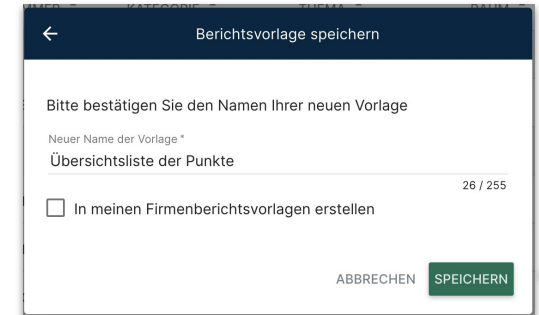 Berichtsvorlage speichern
Bitte bestätigen Sie den Namen Ihrer neuen Vorlage
Neuer Name der Vorlage *
Übersichtsliste der Punkte
26 / 255
In meinen Firmenberichtsvorlagen erstellen
ABBRECHEN SPEICHERN